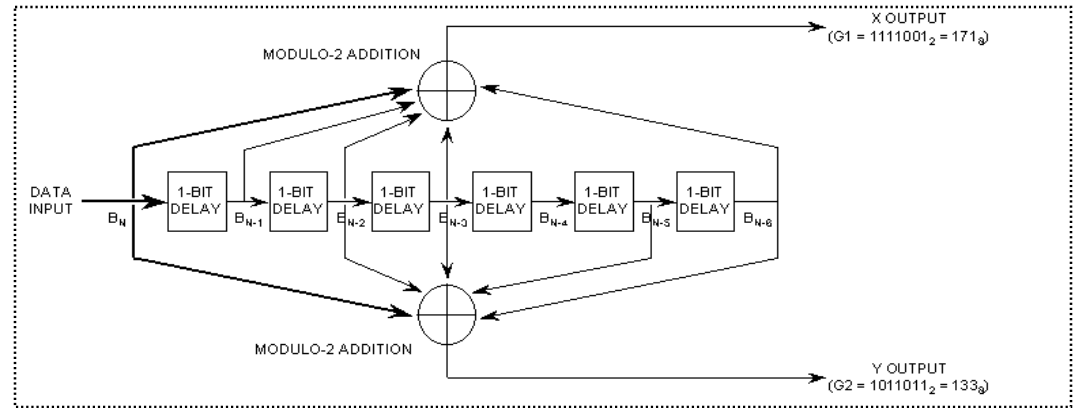 X OUTPUT
(G1 = 1111001₂ = 171₈)
MODULO-2 ADDITION
DATA
INPUT
1-BIT
DELAY
1-BIT
DELAY
1-BIT
DELAY
1-BIT
DELAY
1-BIT
DELAY
1-BIT
DELAY
B_N
B_N-1
B_N-2
B_N-3
B_N-4
B_N-5
B_N-6
MODULO-2 ADDITION
Y OUTPUT
(G2 = 1011011₂ = 133₈)